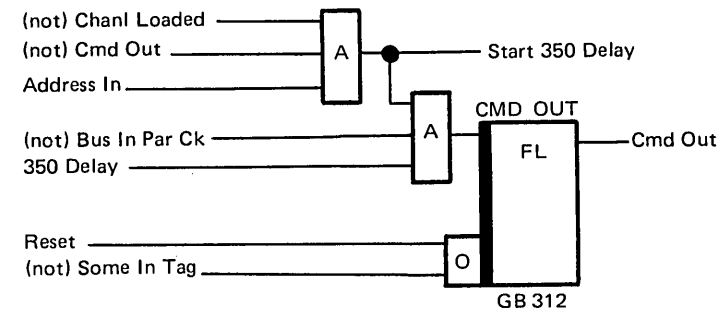 (not) Chanl Loaded
(not) Cmd Out
A
Start 350 Delay
Address In
CMD OUT
(not) Bus In Par Ck
A
FL
Cmd Out
350 Delay
Reset
O
(not) Some In Tag
GB 312